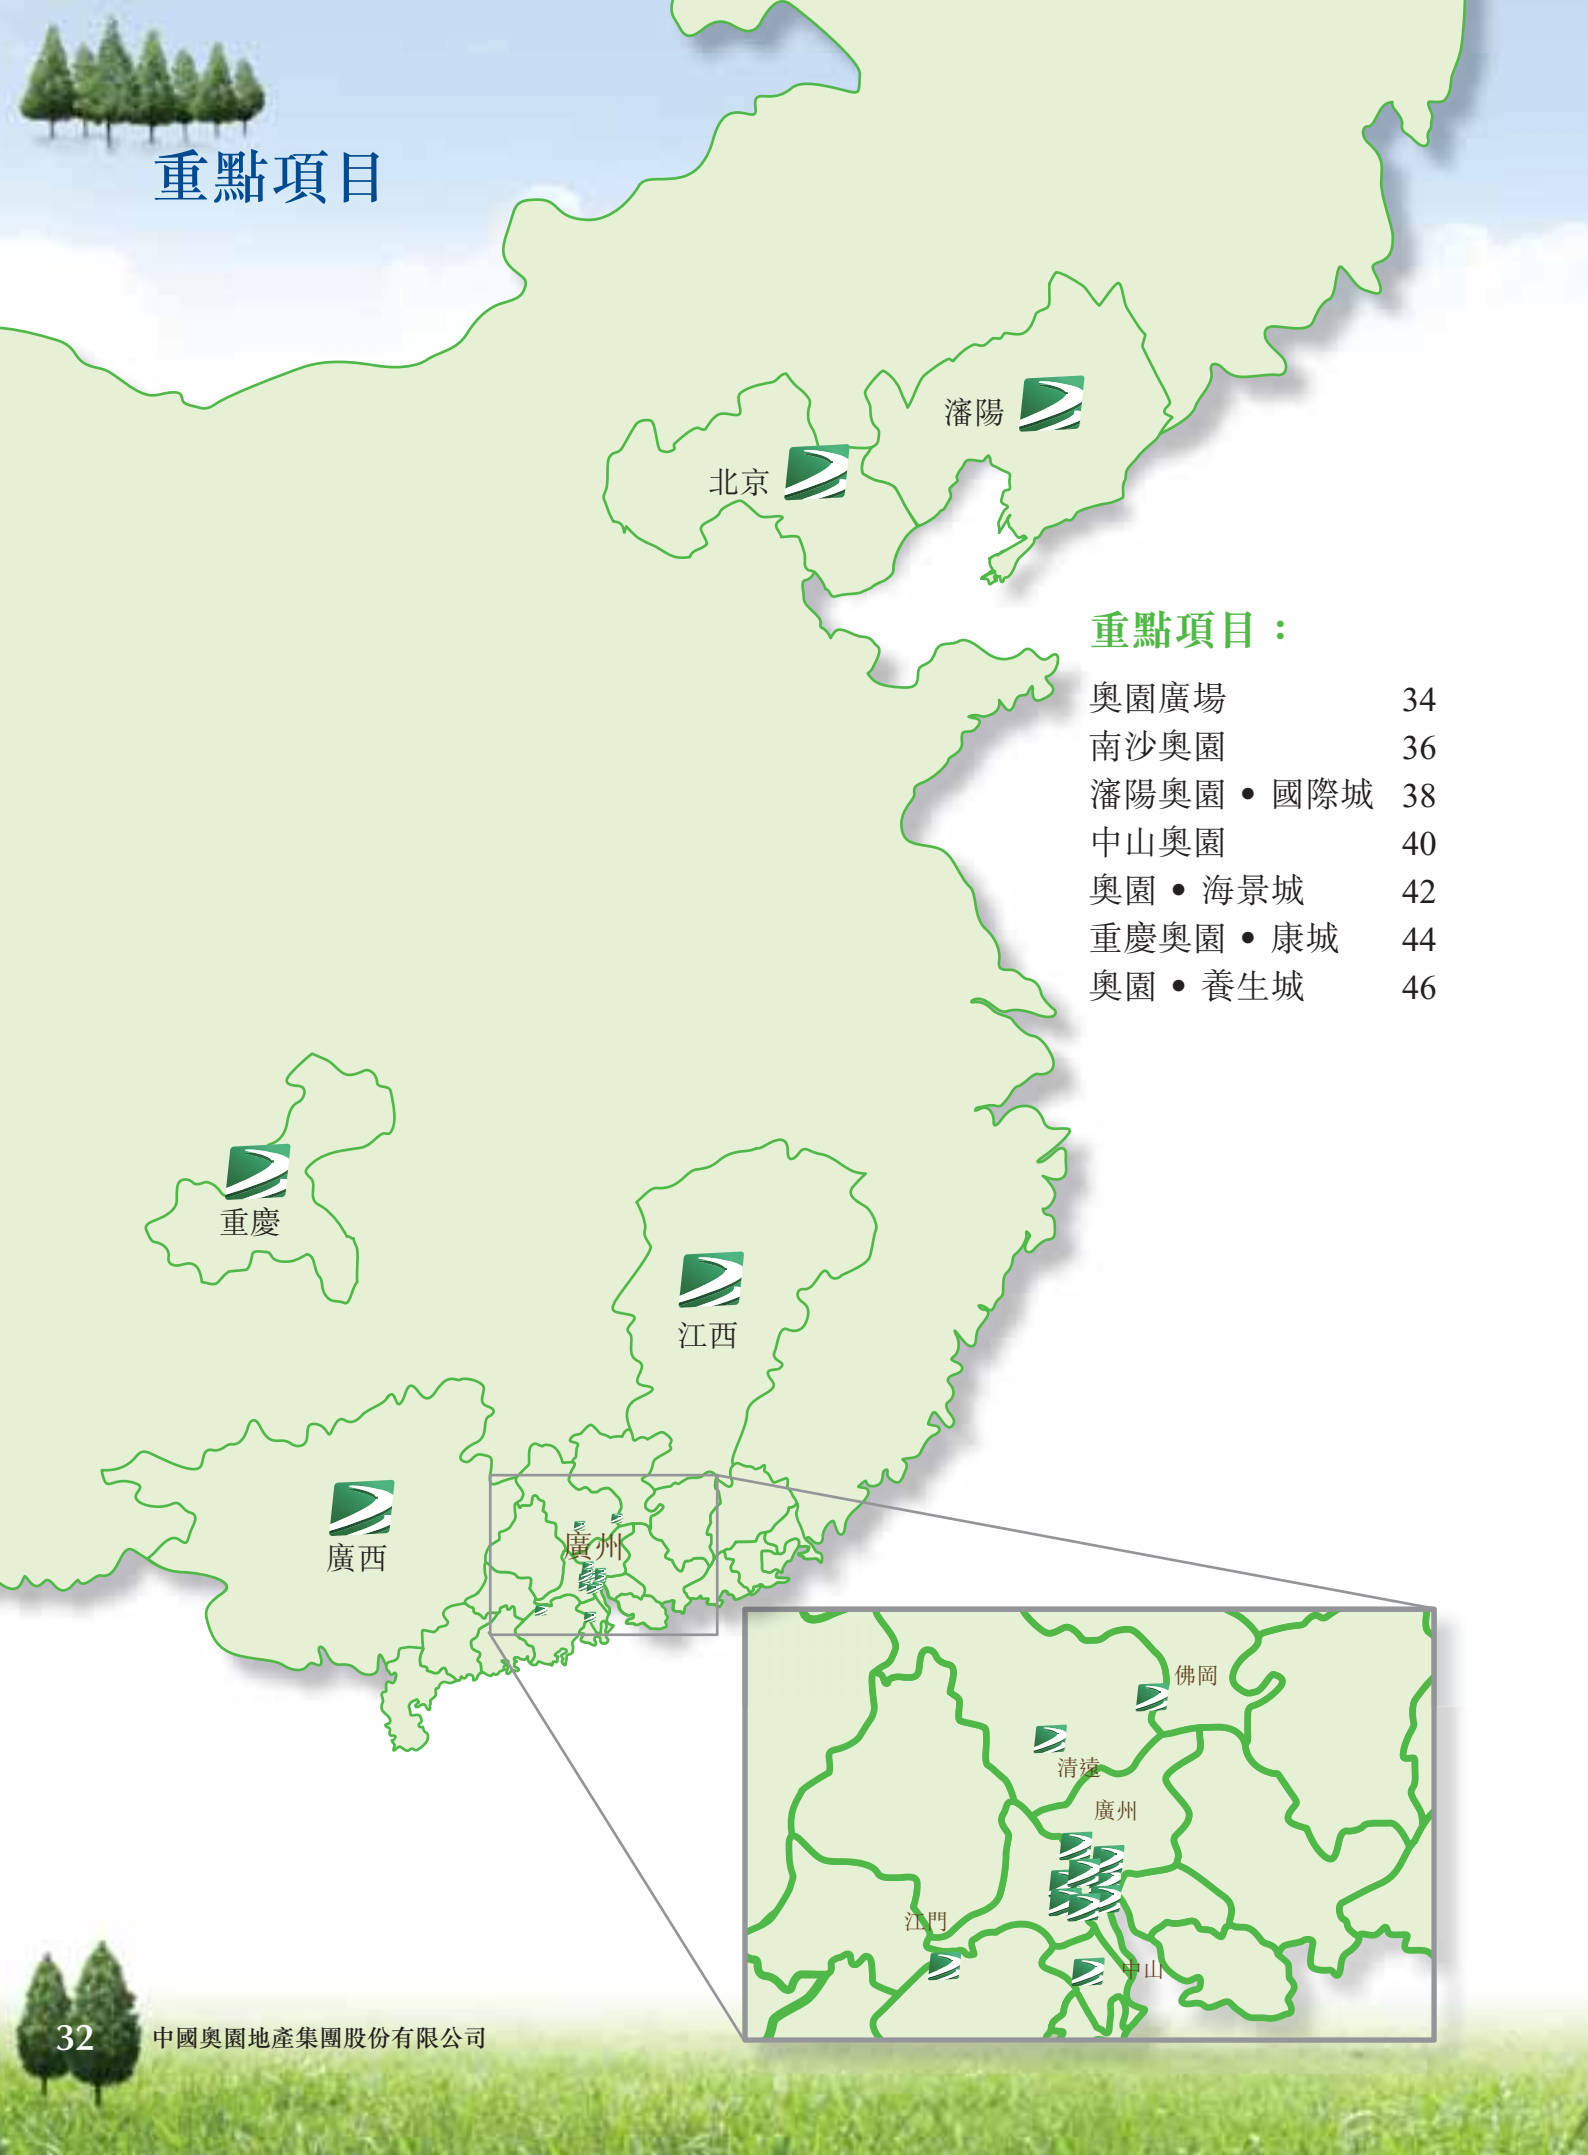 重點項目
瀋陽
北京
重點項目：
奧園廣場 34
南沙奧園 36
瀋陽奧園 • 國際城 38
中山奧園 40
奧園 • 海景城 42
重慶奧園 • 康城 44
奧園 • 養生城 46
重慶
江西
廣西
廣州
佛岡
清遠
廣州
江門
中山
32 中國奧園地產集團股份有限公司